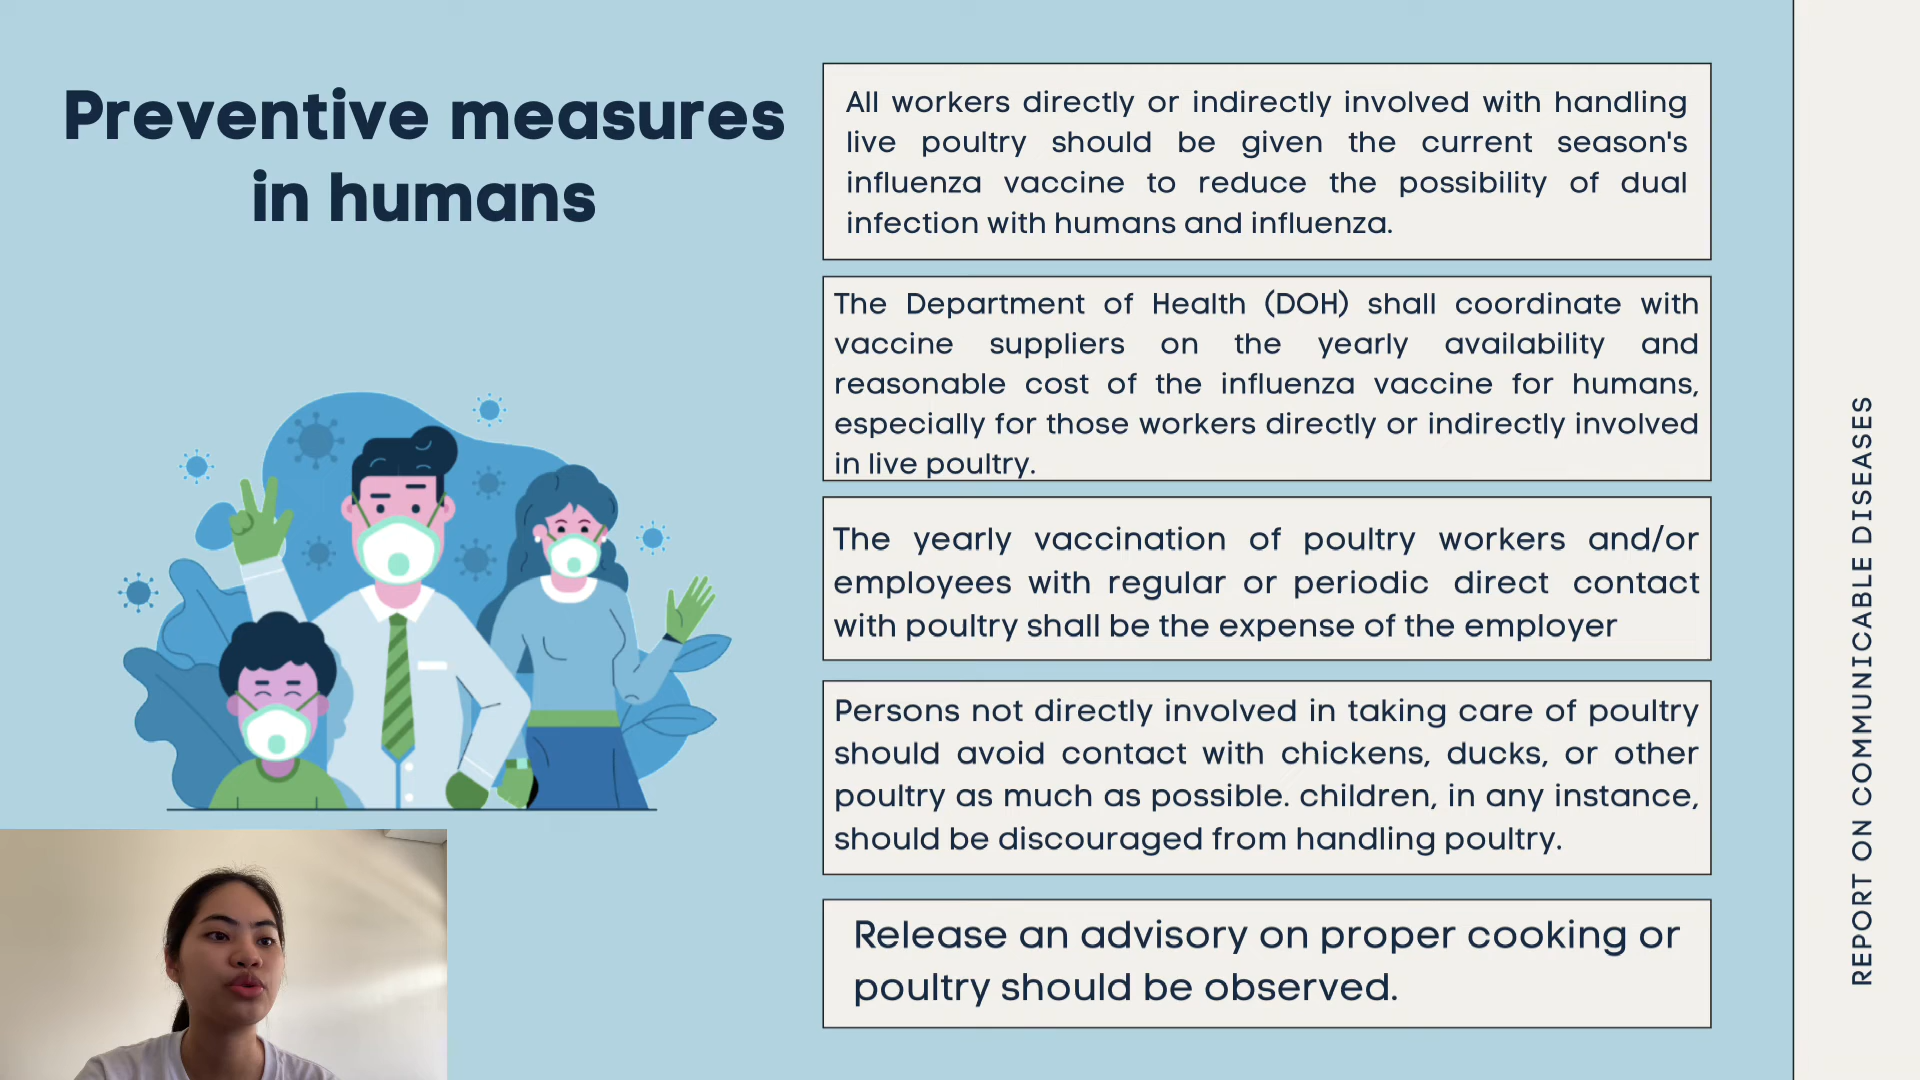 Preventive measures
in humans
All workers directly or indirectly involved with handling
live poultry should be given the current season's
influenza vaccine to reduce the possibility of dual
infection with humans and influenza.
The Department of Health (DOH) shall coordinate with
vaccine suppliers on the yearly availability and
reasonable cost of the influenza vaccine for humans,
especially for those workers directly or indirectly involved
in live poultry.
The yearly vaccination of poultry workers and/or
employees with regular or periodic direct contact
with poultry shall be the expense of the employer
Persons not directly involved in taking care of poultry
should avoid contact with chickens, ducks, or other
poultry as much as possible. children, in any instance,
should be discouraged from handling poultry.
Release an advisory on proper cooking or
poultry should be observed.
REPORT ON COMMUNICABLE DISEASES